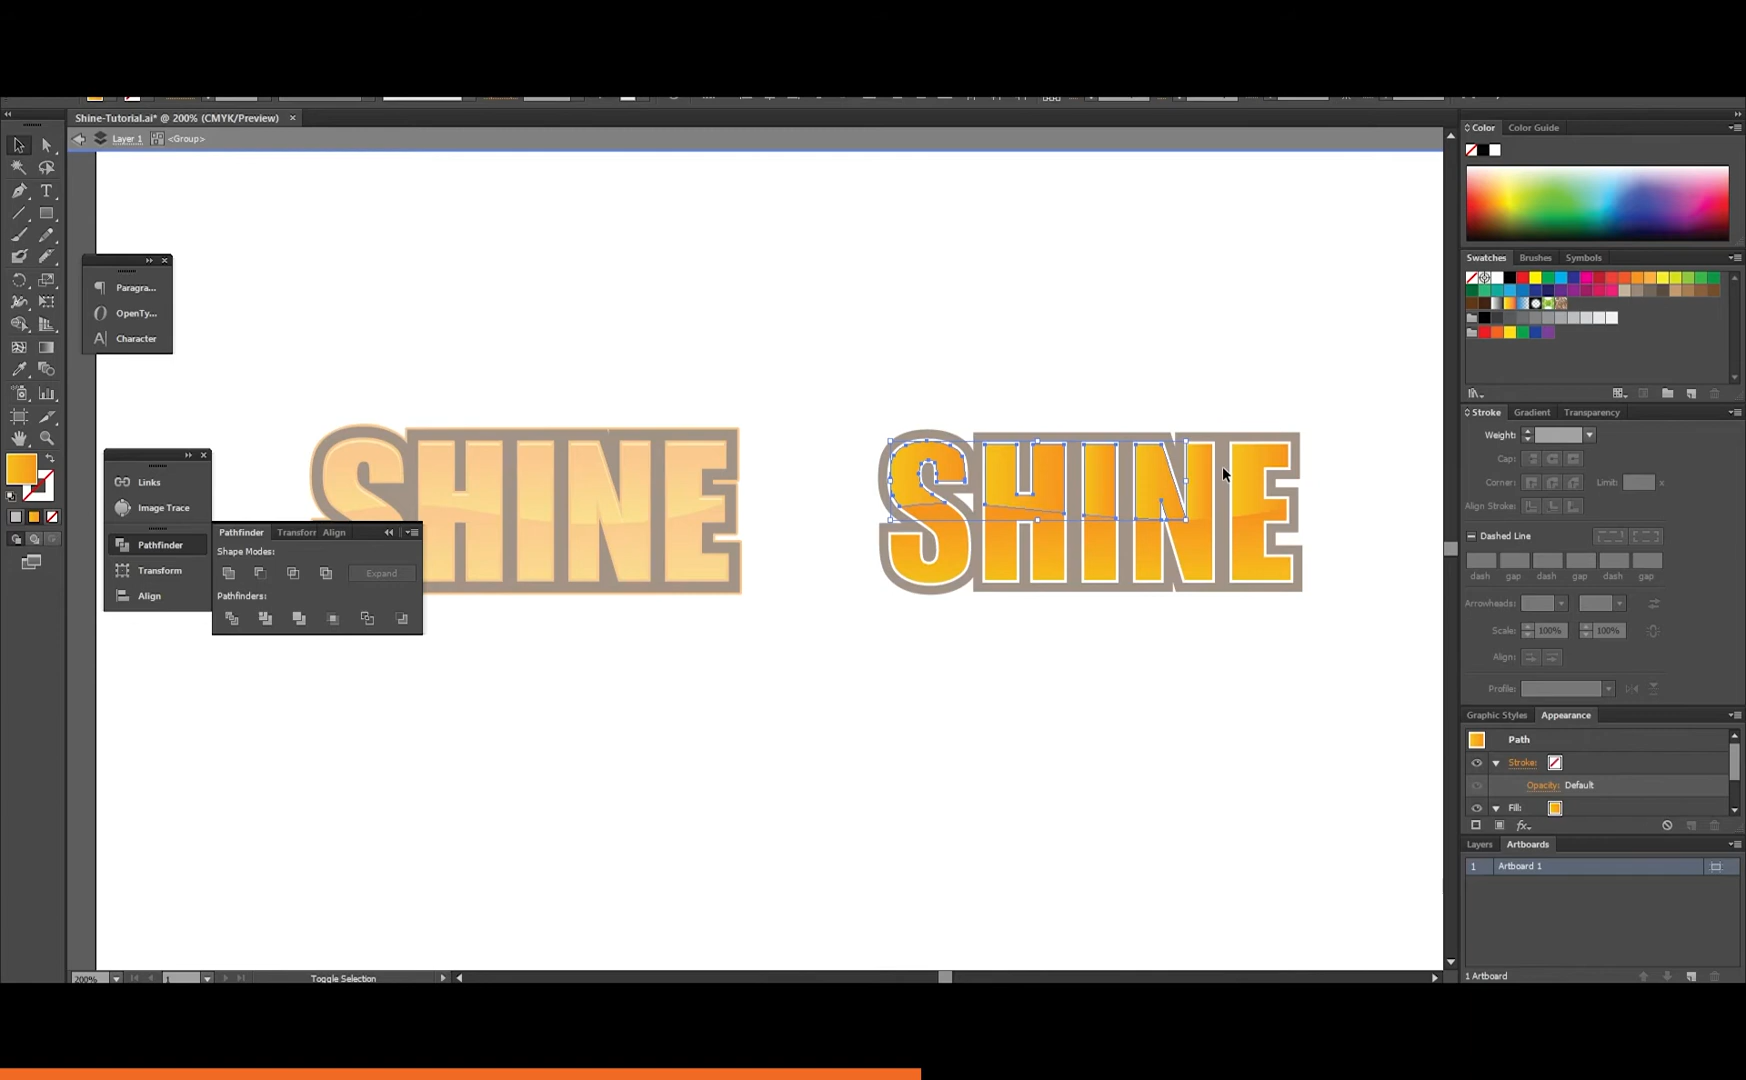 Shine-Tutorial.ai* @ 200% (CMYK/Preview)
Layer 1
<Group>
Paragra...
OpenTy...
Character
Links
Image Trace
Pathfinder
Transform
Align
Pathfinder Transform Align
Shape Modes:
Expand
Pathfinders:
SHINE
SHINE
200%
1
Toggle Selection
Color Color Guide
Swatches Brushes Symbols
Stroke Gradient Transparency
Weight:
Cap:
Corner: Limit: x
Align Stroke:
Dashed Line
dash gap dash gap dash gap
Arrowheads:
Scale: 100% 100%
Align:
Profile:
Graphic Styles Appearance
Path
Stroke:
Opacity: Default
Fill:
fx
Layers Artboards
1 Artboard 1
1 Artboard